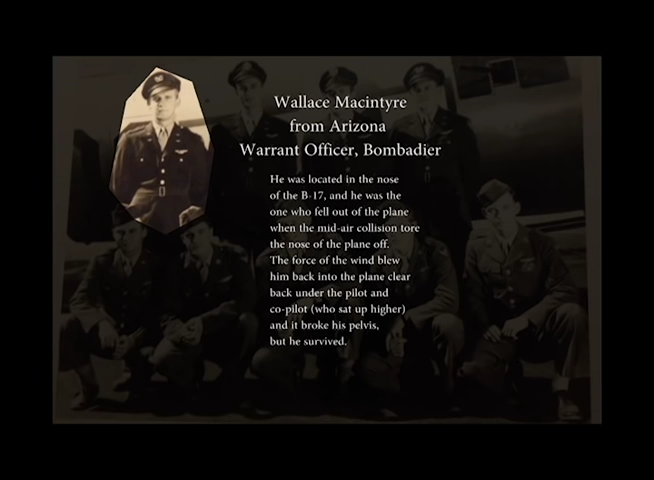 Wallace Macintyre
from Arizona
Warrant Officer, Bombadier
He was located in the nose
of the B-17, and he was the
one who fell out of the plane
when the mid-air collision tore
the nose of the plane off.
The force of the wind blew
him back into the plane clear
back under the pilot and
co-pilot (who sat up higher)
and it broke his pelvis,
but he survived.